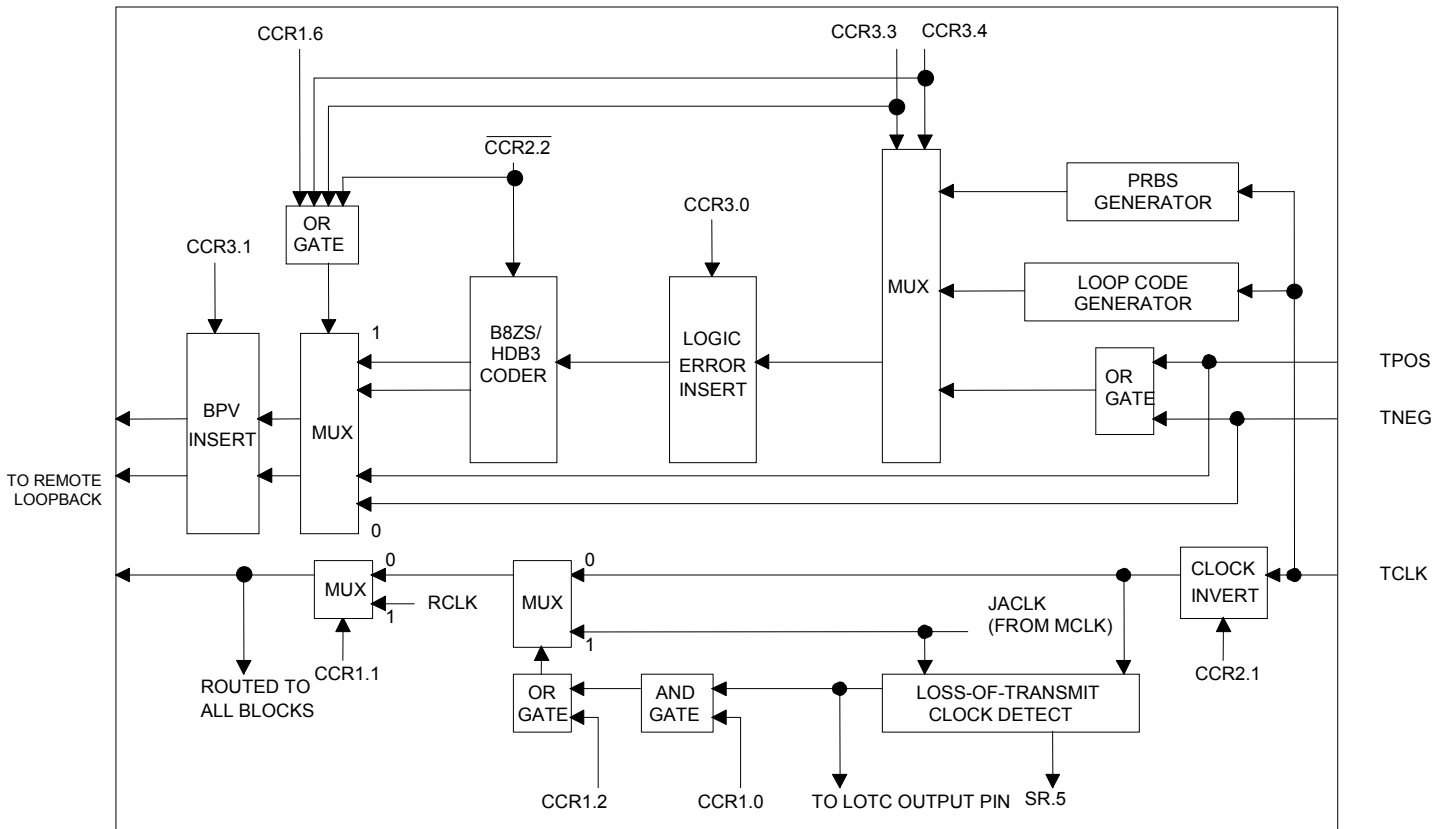 CCR1.6
CCR3.3
CCR3.4
CCR2.2
PRBS
GENERATOR
CCR3.0
OR
GATE
CCR3.1
LOOP CODE
GENERATOR
MUX
1
B8ZS/
HDB3
CODER
LOGIC
ERROR
INSERT
TPOS
OR
GATE
BPV
INSERT
MUX
TNEG
TO REMOTE
LOOPBACK
0
0
MUX
1
RCLK
0
MUX
1
CLOCK
INVERT
TCLK
JACLK
(FROM MCLK)
CCR1.1
CCR2.1
ROUTED TO
ALL BLOCKS
OR
GATE
AND
GATE
LOSS-OF-TRANSMIT
CLOCK DETECT
CCR1.2
CCR1.0
TO LOTC OUTPUT PIN
SR.5